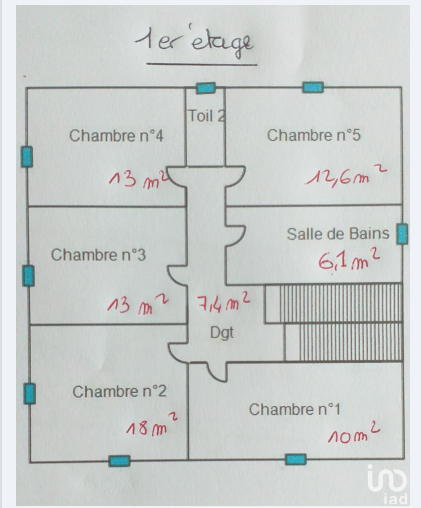 1er étage
Toil 2
Chambre n°4
Chambre n°5
13 m²
12,6 m²
Salle de Bains
6,1 m²
Chambre n°3
13 m²
7,4 m²
Dgt
Chambre n°2
18 m²
Chambre n°1
10 m²
iad